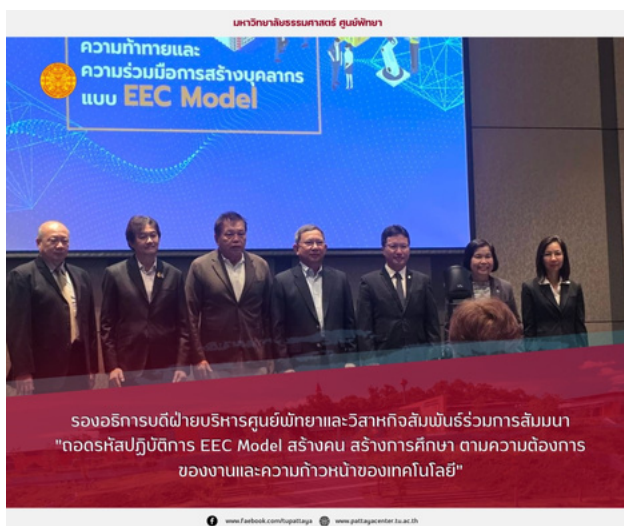 มหาวิทยาลัยธรรมศาสตร์ ศูนย์พัทยา
ความท้าทายและ
ความร่วมมือการสร้างบุคลากร
แบบ EEC Model
รองอธิการบดีฝ่ายบริหารศูนย์พัทยาและวิสาหกิจสัมพันธ์ร่วมการสัมมนา
"ถอดรหัสปฏิบัติการ EEC Model สร้างคน สร้างการศึกษา ตามความต้องการ
ของงานและความก้าวหน้าของเทคโนโลยี"
www.faebook.com/tupattaya www.pattayacenter.tu.ac.th